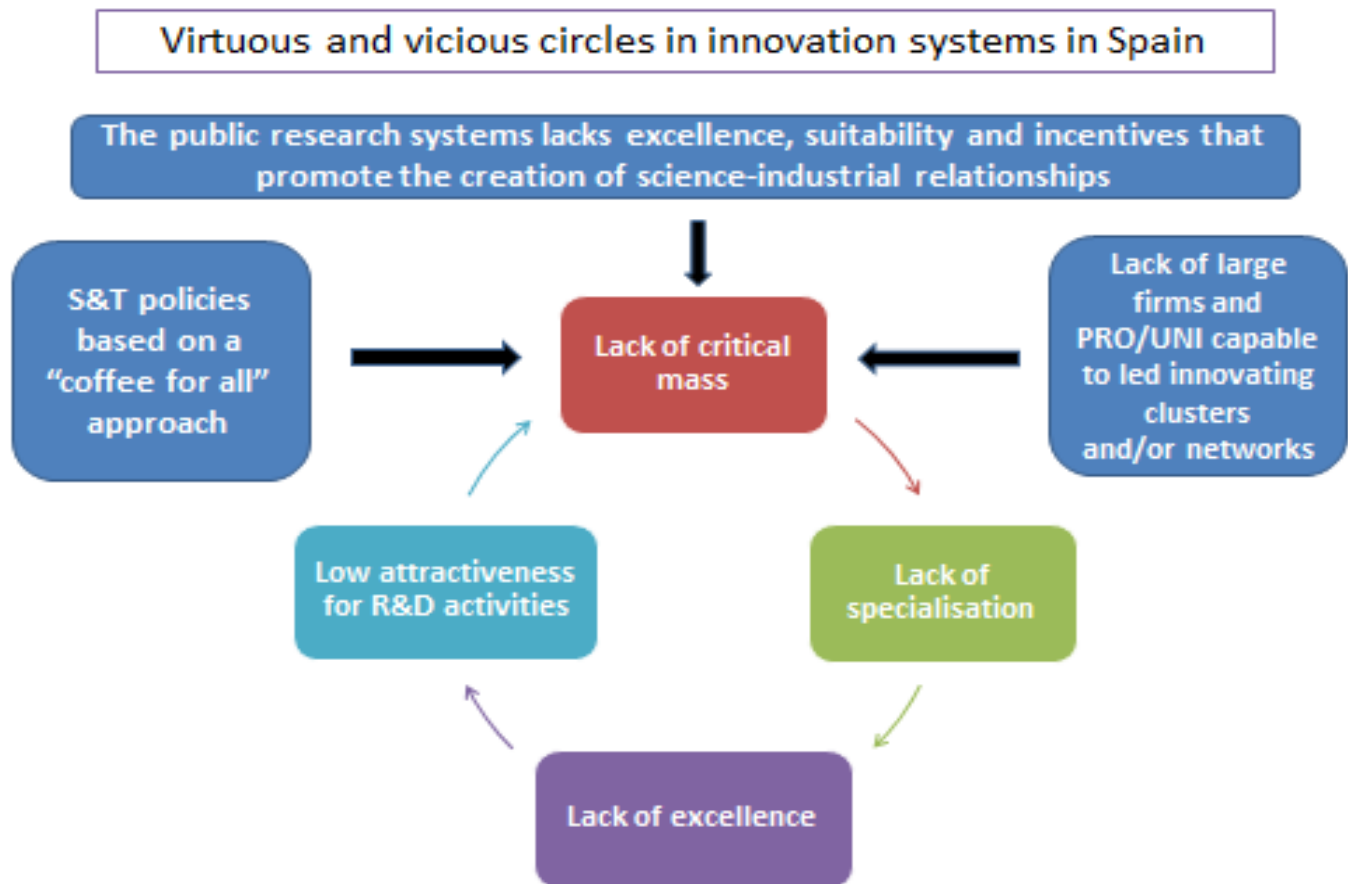 Virtuous and vicious circles in innovation systems in Spain
The public research systems lacks excellence, suitability and incentives that
promote the creation of science-industrial relationships
S&T policies
based on a
“coffee for all”
approach
Lack of critical
mass
Lack of large
firms and
PRO/UNI capable
to led innovating
clusters
and/or networks
Low attractiveness
for R&D activities
Lack of
specialisation
Lack of excellence